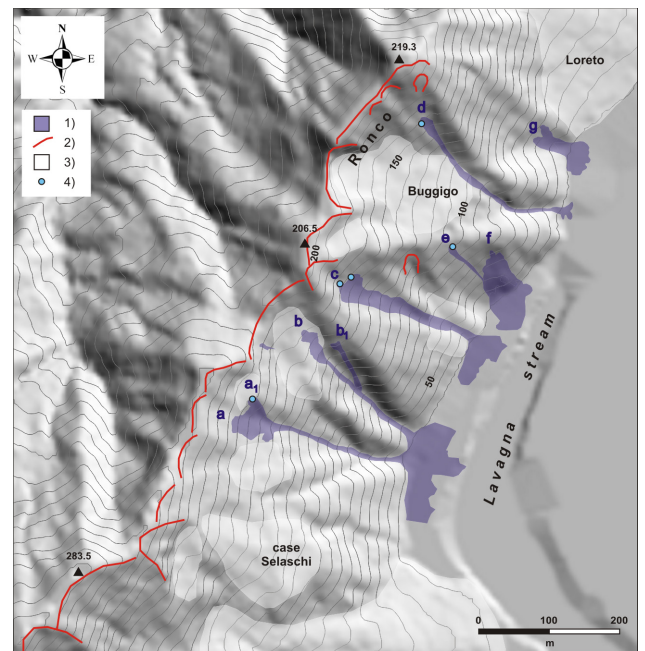 N
W E
S
1)
2)
3)
4)
219.3
Loreto
d
g
Ronco
150
Buggigo
100
206.5
200
e
f
c
b
b1
50
a1
a
Lavagna stream
case
Selaschi
283.5
0 100 200
m